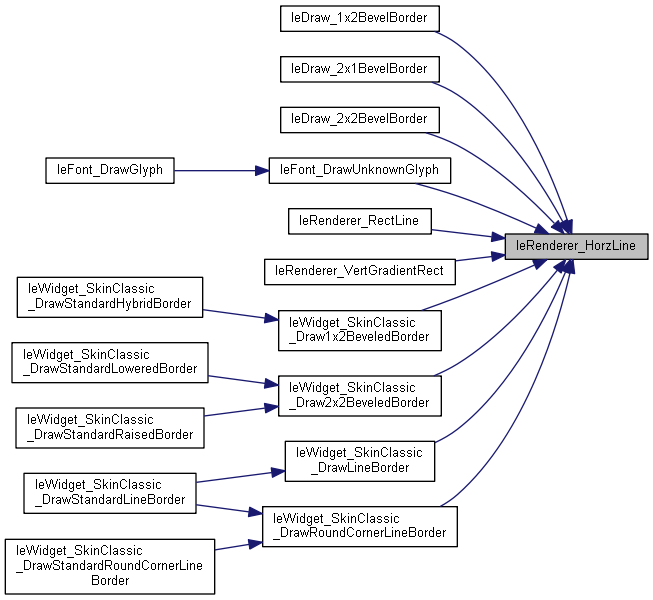 leDraw_1x2BevelBorder
leDraw_2x1BevelBorder
leDraw_2x2BevelBorder
leFont_DrawGlyph
leFont_DrawUnknownGlyph
leRenderer_RectLine
leRenderer_HorzLine
leRenderer_VertGradientRect
leWidget_SkinClassic
_DrawStandardHybridBorder
leWidget_SkinClassic
_Draw1x2BeveledBorder
leWidget_SkinClassic
_DrawStandardLoweredBorder
leWidget_SkinClassic
_Draw2x2BeveledBorder
leWidget_SkinClassic
_DrawStandardRaisedBorder
leWidget_SkinClassic
_DrawLineBorder
leWidget_SkinClassic
_DrawStandardLineBorder
leWidget_SkinClassic
_DrawRoundCornerLineBorder
leWidget_SkinClassic
_DrawStandardRoundCornerLine
Border